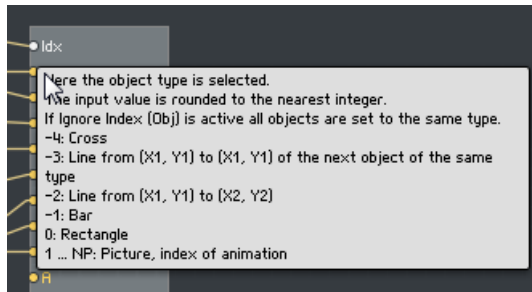 Idx
Here the object type is selected.
The input value is rounded to the nearest integer.
If Ignore Index (Obj) is active all objects are set to the same type.
-4: Cross
-3: Line from (X1, Y1) to (X1, Y1) of the next object of the same
type
-2: Line from (X1, Y1) to (X2, Y2)
-1: Bar
0: Rectangle
1 ... NP: Picture, index of animation
A